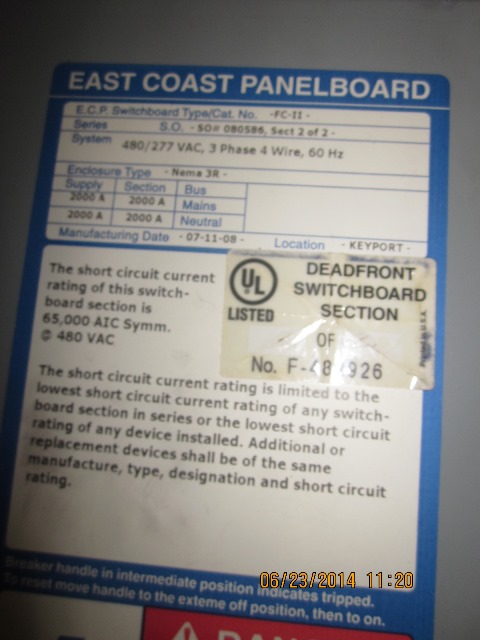 EAST COAST PANELBOARD
E.C.P. Switchboard Type/Cat. No. -FC-II -
Series S.O. - SO# 080586, Sect 2 of 2 -
System 480/277 VAC, 3 Phase 4 Wire, 60 Hz
Enclosure Type - Nema 3R -
Supply Section Bus
2000 A 2000 A Mains
2000 A 2000 A Neutral
Manufacturing Date - 07-11-08 - Location - KEYPORT -
The short circuit current
rating of this switch-
board section is
65,000 AIC Symm.
@ 480 VAC
UL
LISTED
DEADFRONT
SWITCHBOARD
SECTION
OF
No. F-48 926
The short circuit current rating is limited to the
lowest short circuit current rating of any switch-
board section in series or the lowest short circuit
rating of any device installed. Additional or
replacement devices shall be of the same
manufacture, type, designation and short circuit
rating.
Breaker handle in intermediate position indicates tripped.
To reset move handle to the exteme off position, then to on.
06/23/2014 11:20